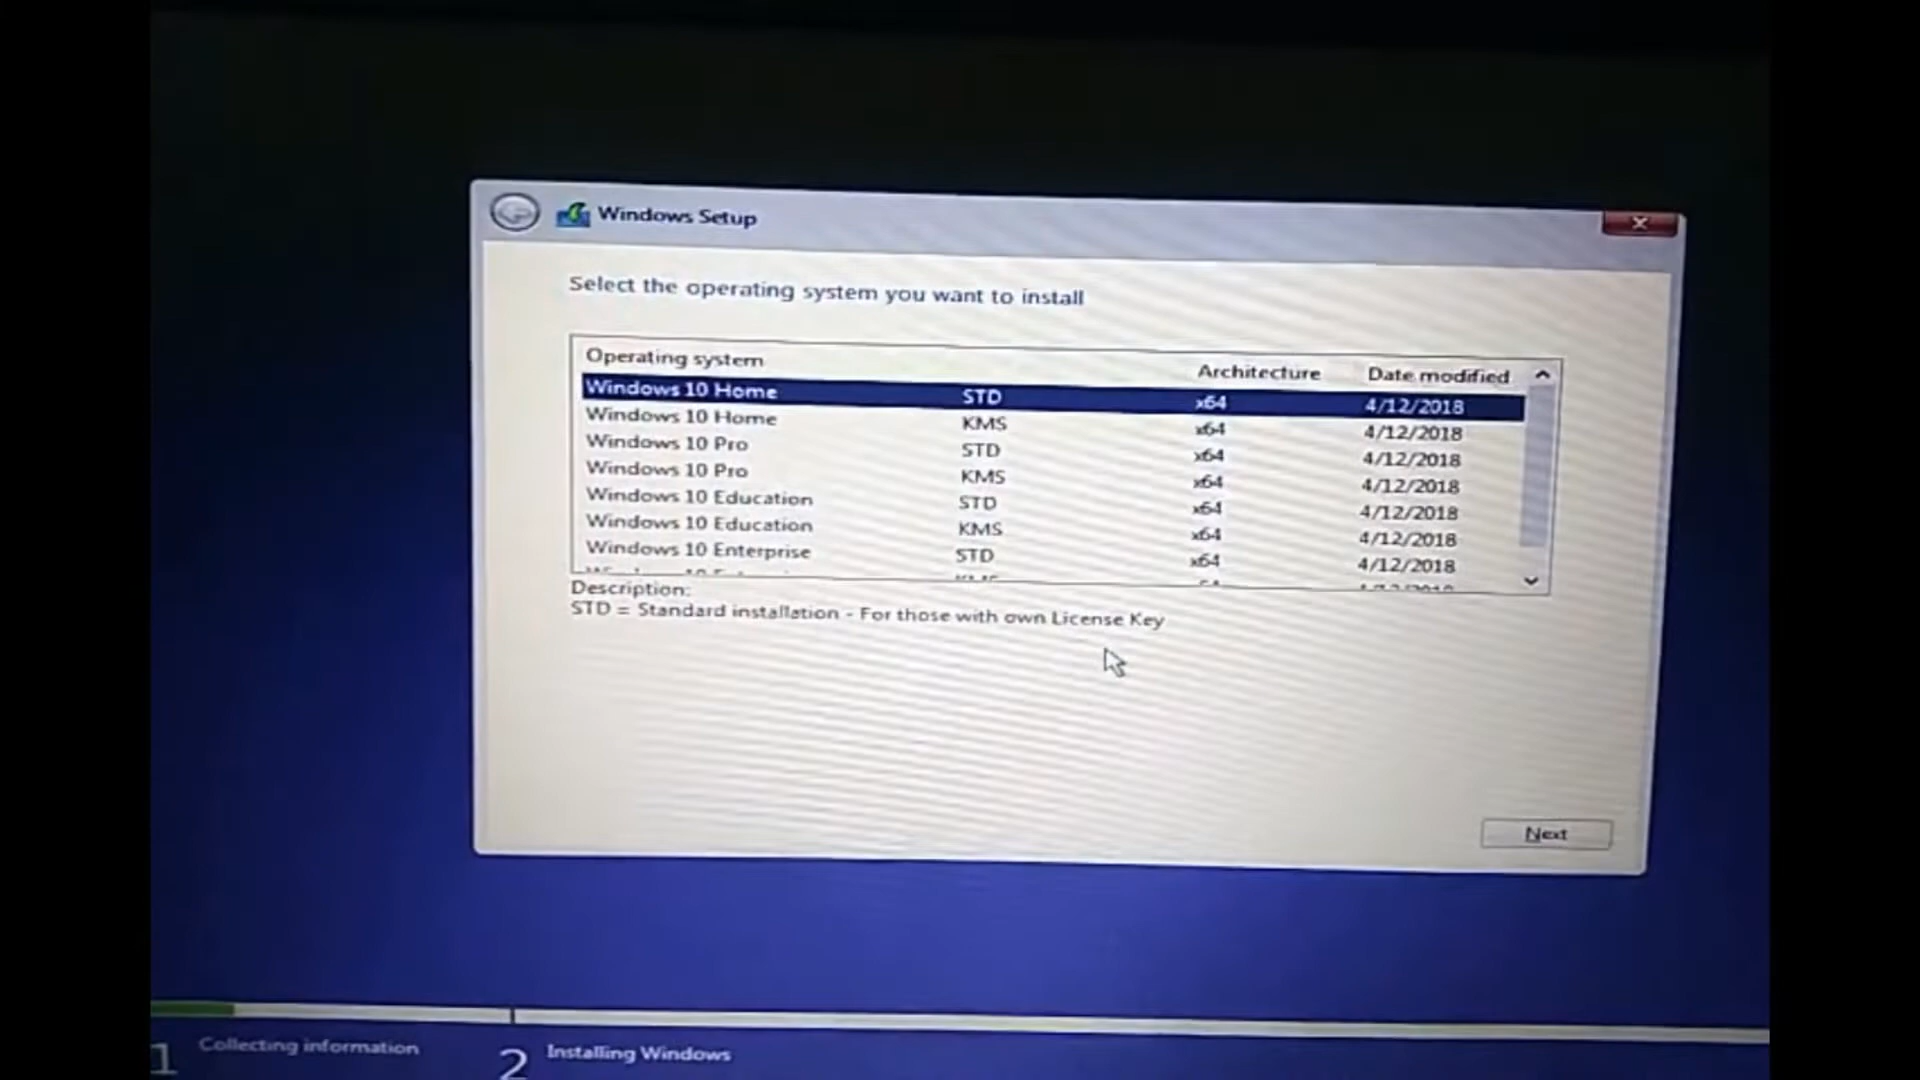 Windows Setup
Select the operating system you want to install
Operating system Architecture Date modified
Windows 10 Home STD x64 4/12/2018
Windows 10 Home KMS x64 4/12/2018
Windows 10 Pro STD x64 4/12/2018
Windows 10 Pro KMS x64 4/12/2018
Windows 10 Education STD x64 4/12/2018
Windows 10 Education KMS x64 4/12/2018
Windows 10 Enterprise STD x64 4/12/2018
Description:
STD = Standard installation - For those with own License Key
Next
1 Collecting information 2 Installing Windows